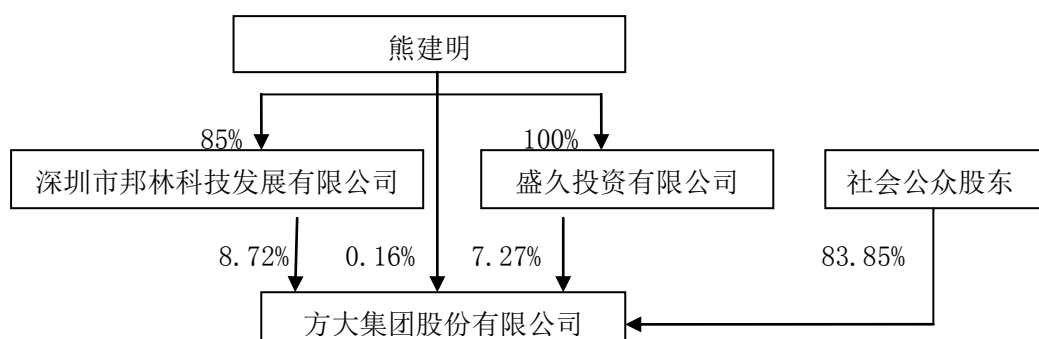 熊建明
85%
100%
深圳市邦林科技发展有限公司
盛久投资有限公司
社会公众股东
8.72%
0.16%
7.27%
83.85%
方大集团股份有限公司